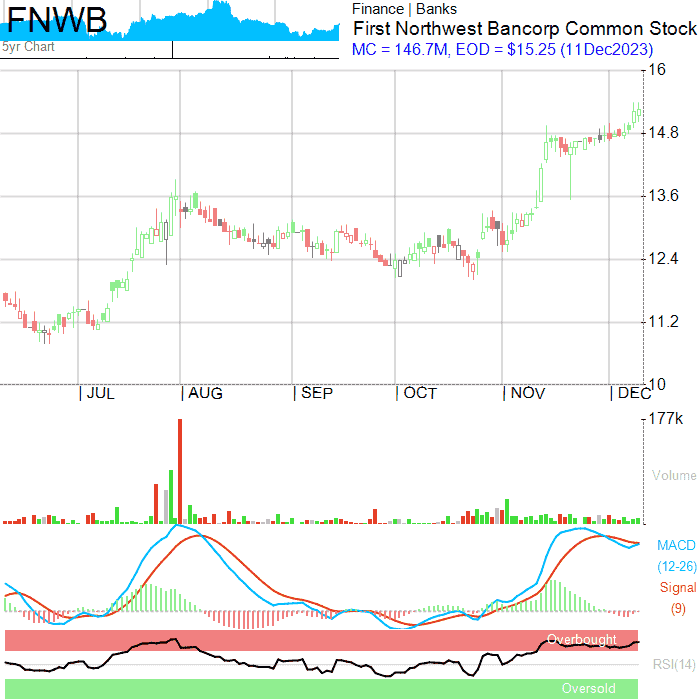 FNWB
5yr Chart
Finance | Banks
First Northwest Bancorp Common Stock
MC = 146.7M, EOD = $15.25 (11Dec2023)
16
14.8
13.6
12.4
11.2
10
| JUL | AUG | SEP | OCT | NOV | DEC
177k
Volume
MACD
(12-26)
Signal
(9)
Overbought
RSI(14)
Oversold